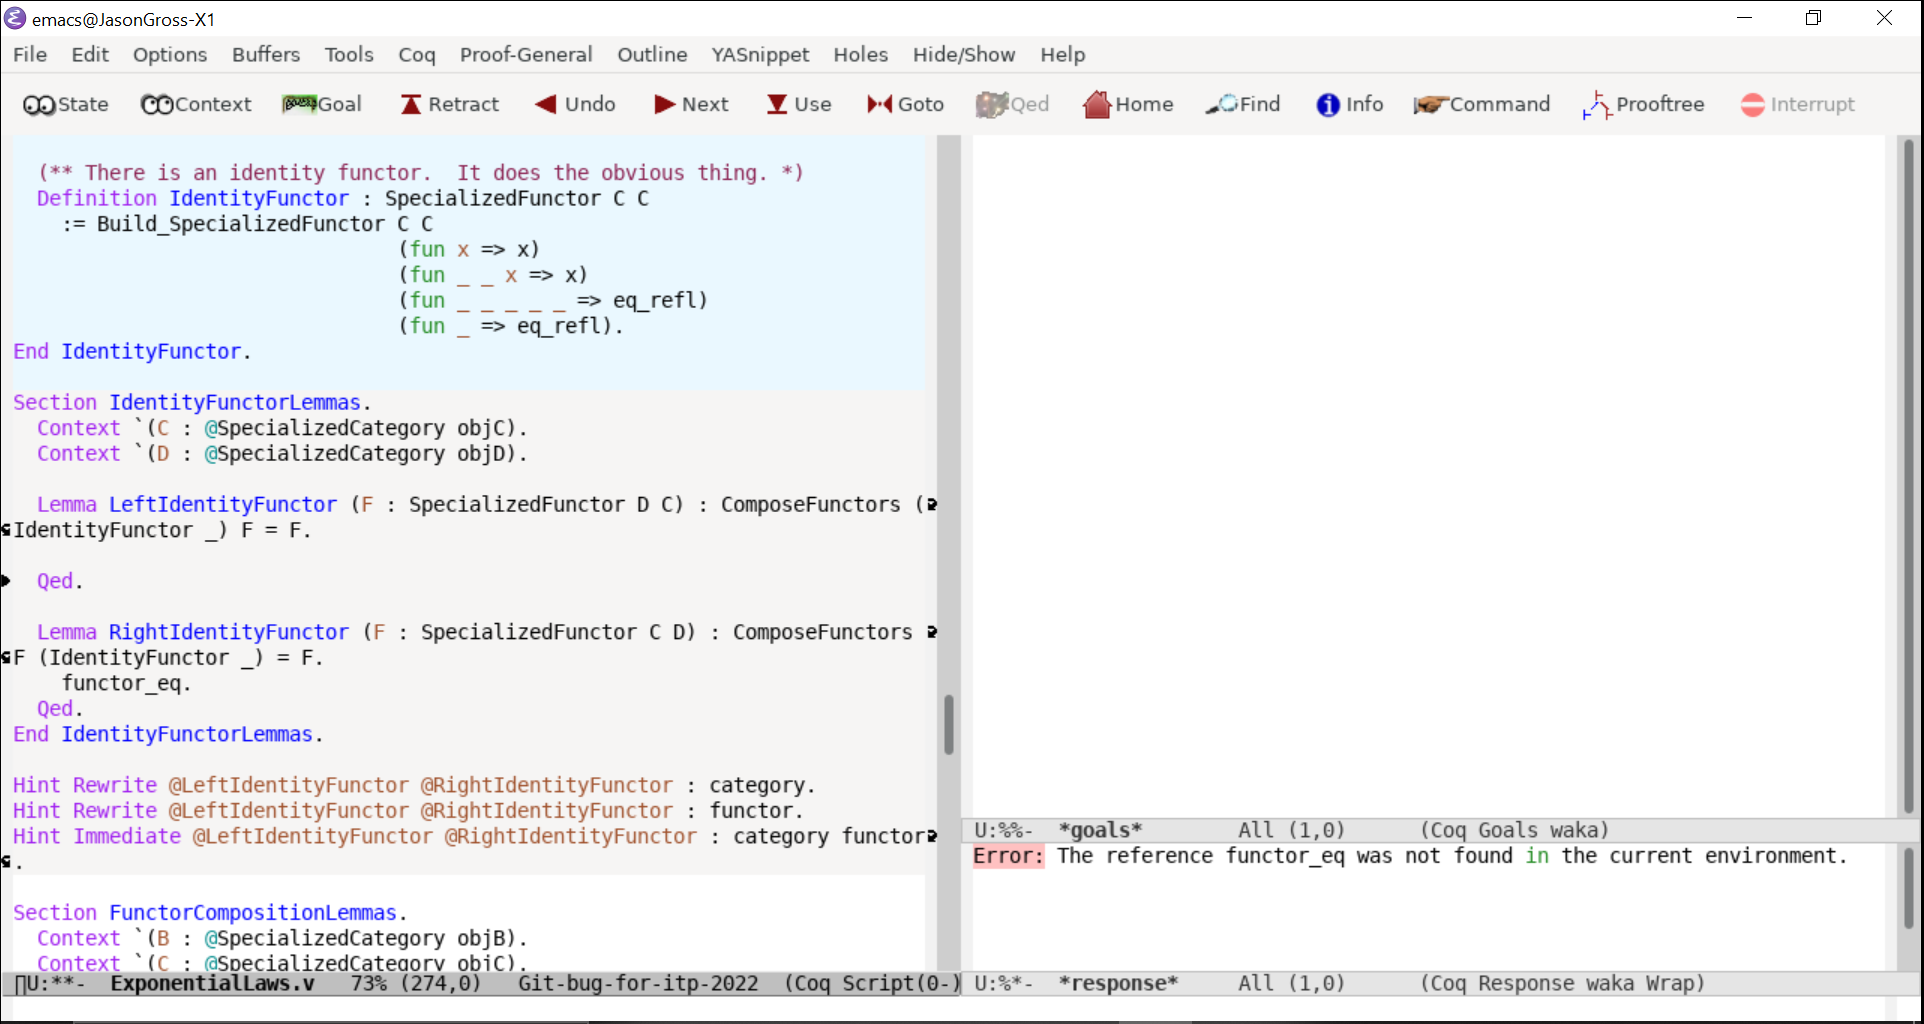 emacs@JasonGross-X1
File Edit Options Buffers Tools Coq Proof-General Outline YASnippet Holes Hide/Show Help
State Context Goal Retract Undo Next Use Goto Qed Home Find Info Command Prooftree Interrupt
(** There is an identity functor.  It does the obvious thing. *)
Definition IdentityFunctor : SpecializedFunctor C C
:= Build_SpecializedFunctor C C
(fun x => x)
(fun _ _ x => x)
(fun _ _ _ _ _ => eq_refl)
(fun _ => eq_refl).
End IdentityFunctor.
Section IdentityFunctorLemmas.
Context `(C : @SpecializedCategory objC).
Context `(D : @SpecializedCategory objD).
Lemma LeftIdentityFunctor (F : SpecializedFunctor D C) : ComposeFunctors (
IdentityFunctor _) F = F.
Qed.
Lemma RightIdentityFunctor (F : SpecializedFunctor C D) : ComposeFunctors
F (IdentityFunctor _) = F.
functor_eq.
Qed.
End IdentityFunctorLemmas.
Hint Rewrite @LeftIdentityFunctor @RightIdentityFunctor : category.
Hint Rewrite @LeftIdentityFunctor @RightIdentityFunctor : functor.
Hint Immediate @LeftIdentityFunctor @RightIdentityFunctor : category functor
.
Section FunctorCompositionLemmas.
Context `(B : @SpecializedCategory objB).
Context `(C : @SpecializedCategory objC).
U:**-  ExponentialLaws.v   73% (274,0)   Git-bug-for-itp-2022  (Coq Script(0-)
U:%%-  *goals*        All (1,0)      (Coq Goals waka)
Error: The reference functor_eq was not found in the current environment.
U:%*-  *response*     All (1,0)      (Coq Response waka Wrap)